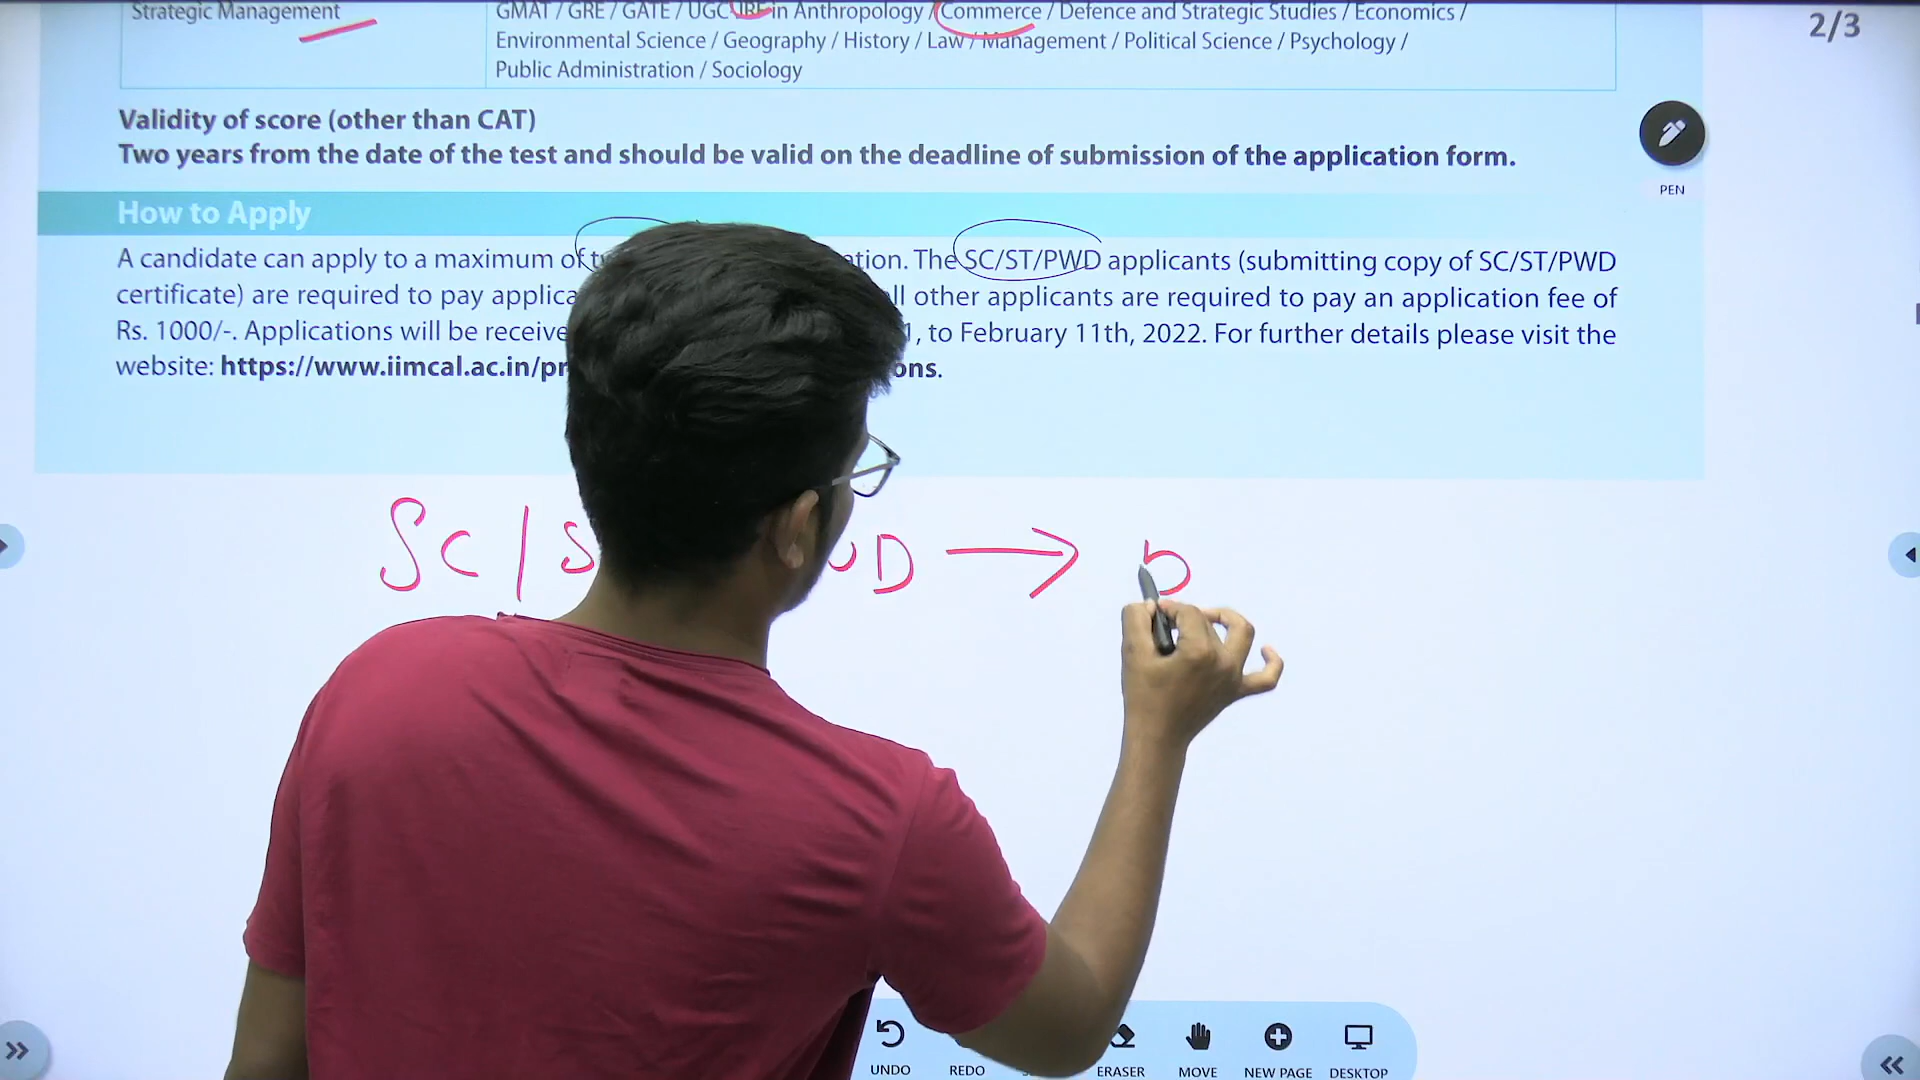 Strategic Management
GMAT / GRE / GATE / UGC JRF in Anthropology / Commerce / Defence and Strategic Studies / Economics /
Environmental Science / Geography / History / Law / Management / Political Science / Psychology /
Public Administration / Sociology
2/3
Validity of score (other than CAT)
Two years from the date of the test and should be valid on the deadline of submission of the application form.
PEN
How to Apply
A candidate can apply to a maximum of The SC/ST/PWD applicants (submitting copy of SC/ST/PWD
certificate) are required to pay other applicants are required to pay an application fee of
Rs. 1000/-. Applications will be , to February 11th, 2022. For further details please visit the
website: https://www.iimcal.ac.in/pr
SC | D → 5
UNDO REDO ERASER MOVE NEW PAGE DESKTOP